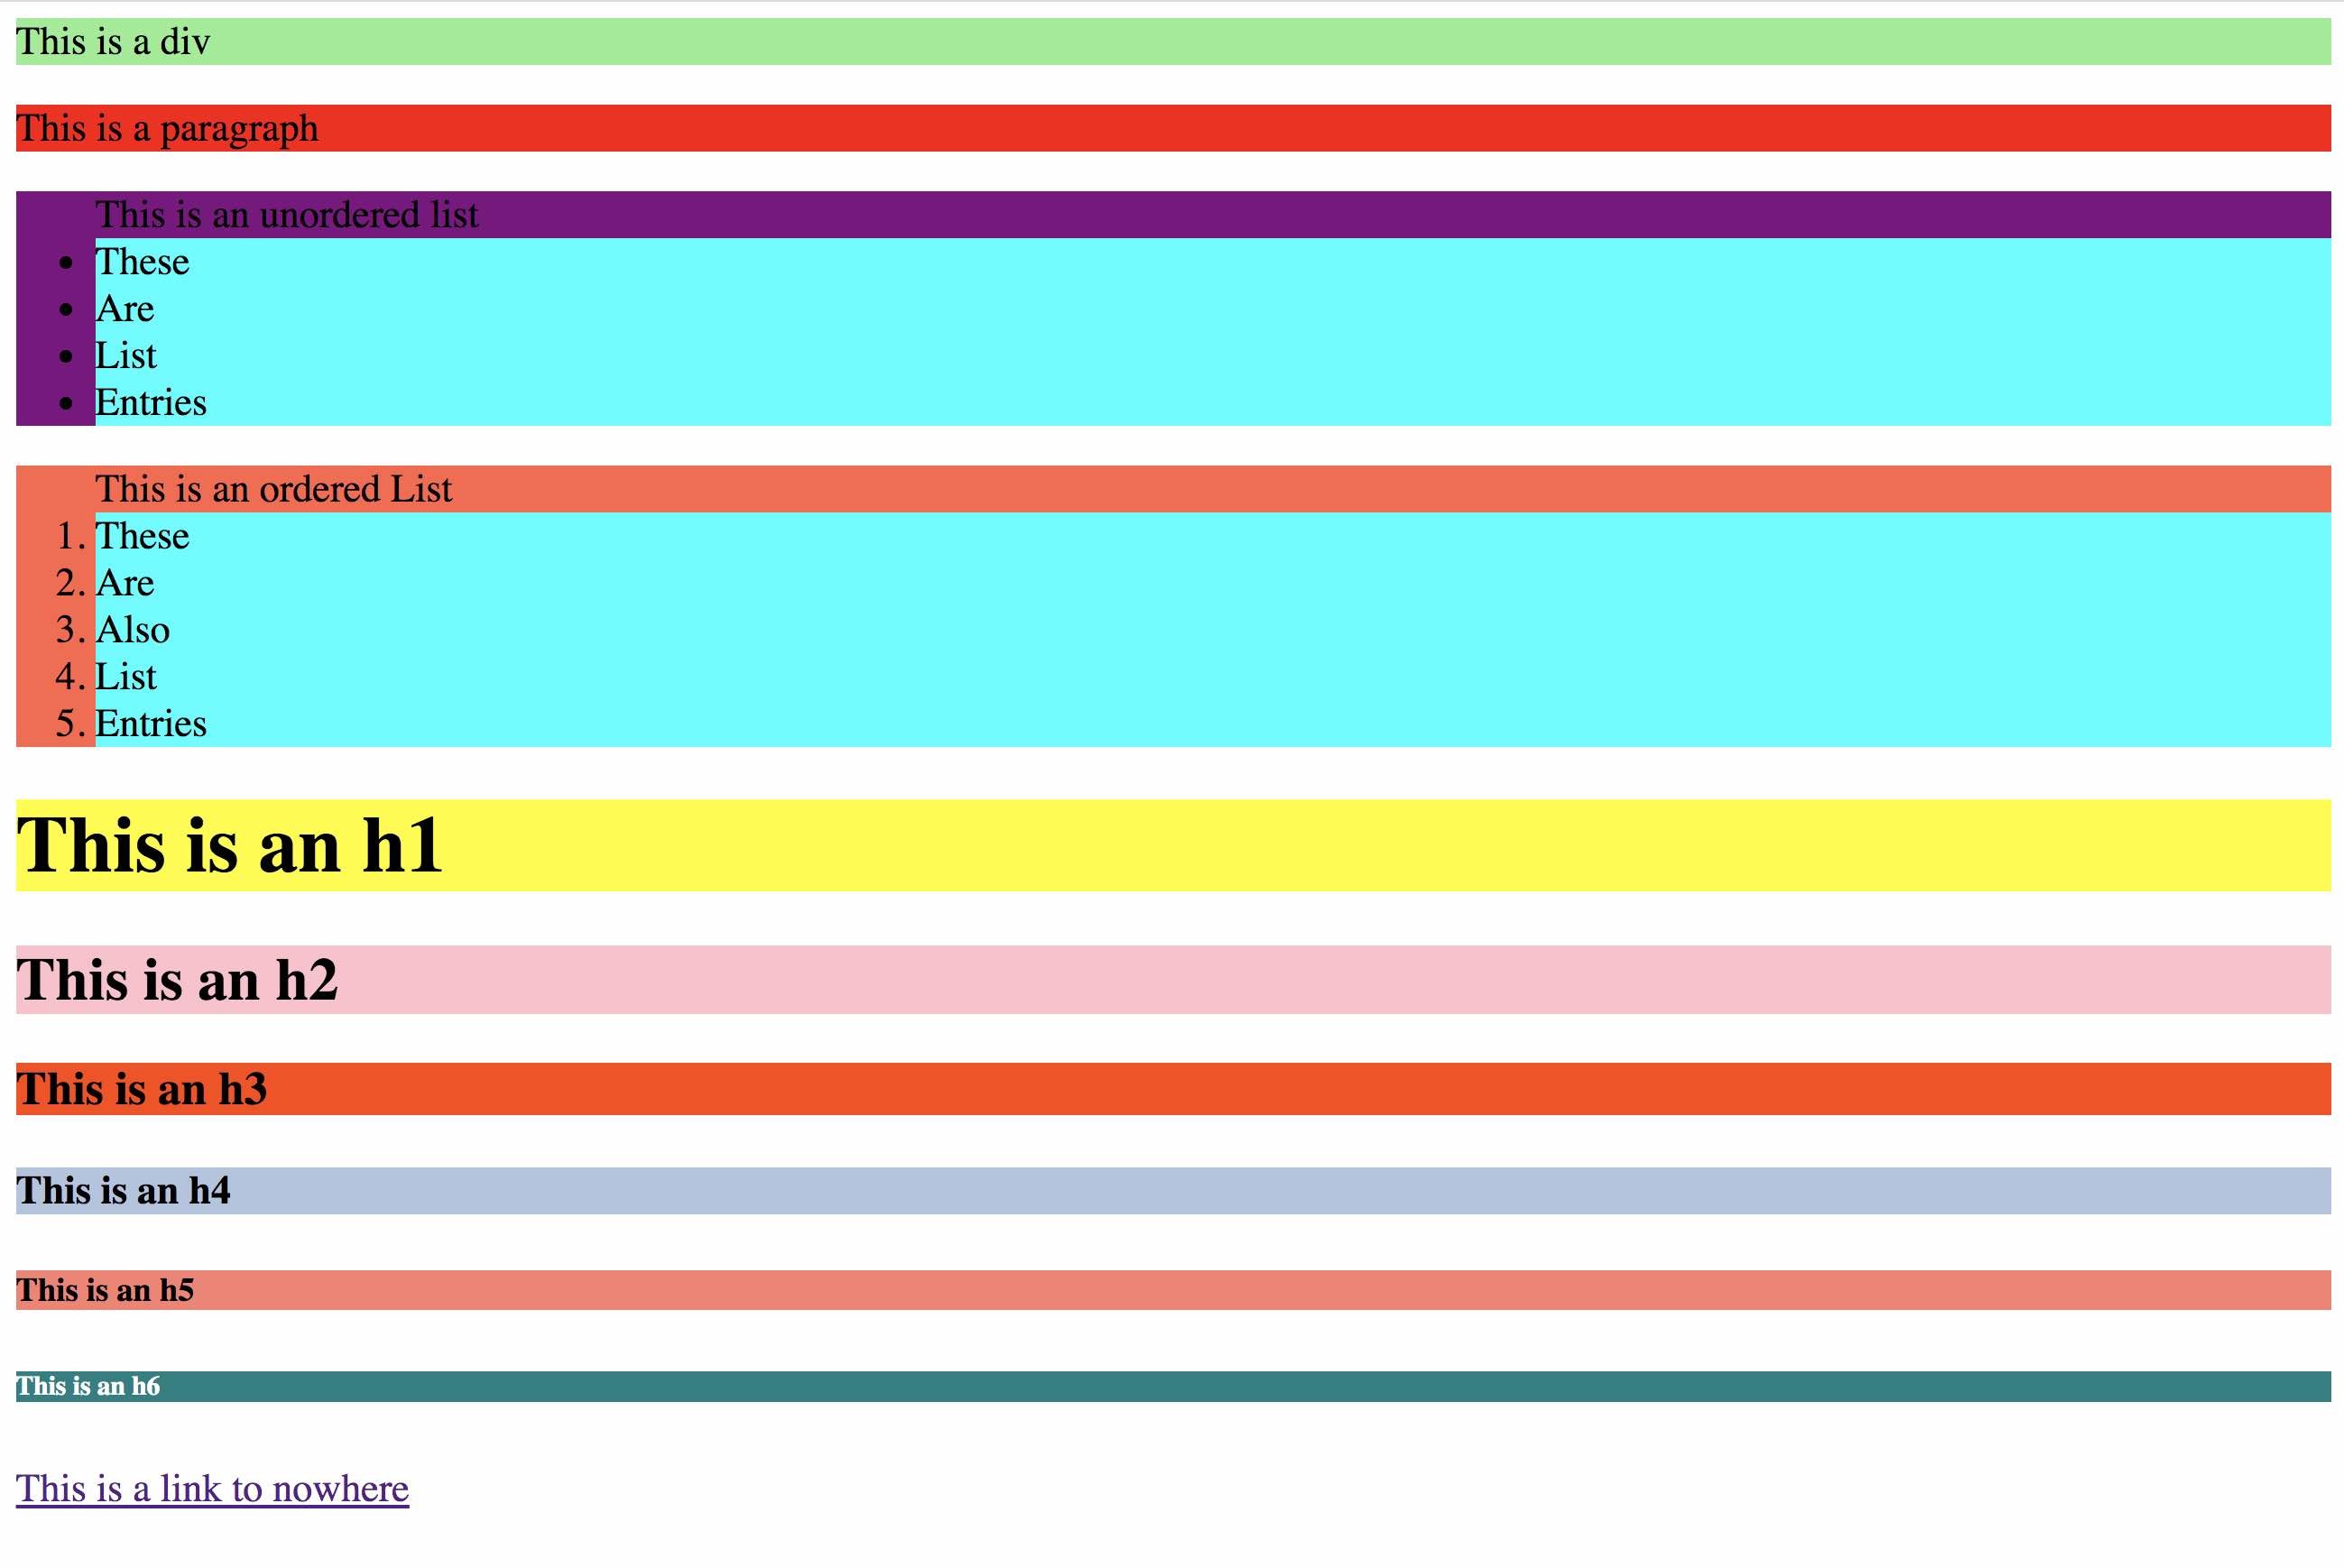 This is a div
This is a paragraph
This is an unordered list
• These
• Are
• List
• Entries
This is an ordered List
1. These
2. Are
3. Also
4. List
5. Entries
This is an h1
This is an h2
This is an h3
This is an h4
This is an h5
This is an h6
This is a link to nowhere